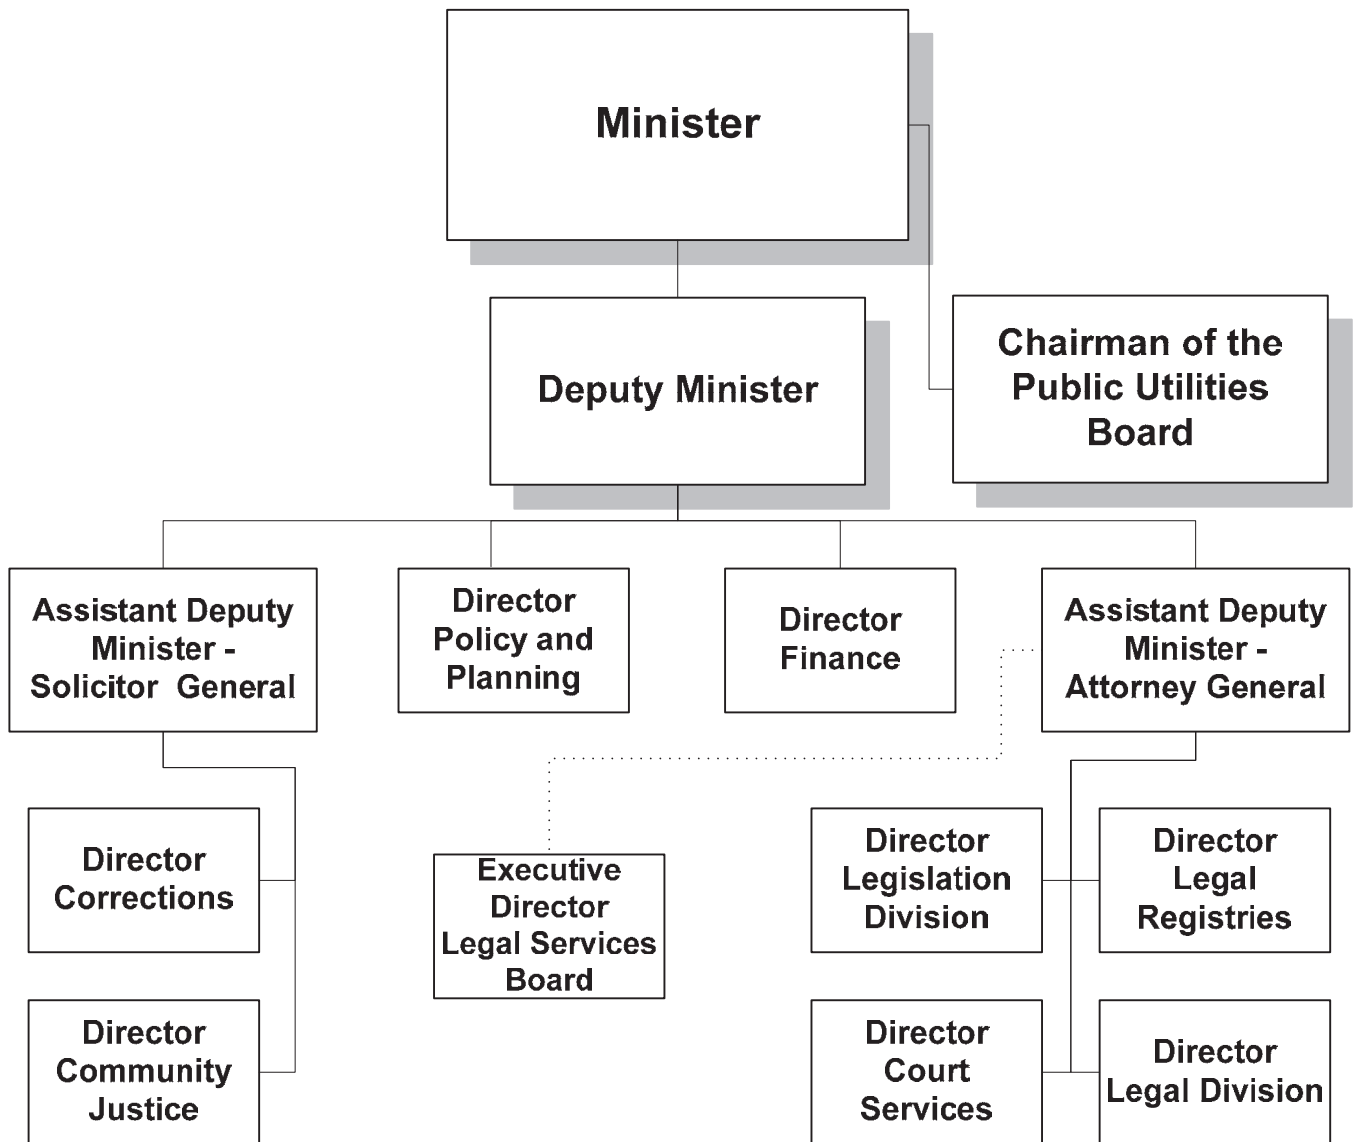 Minister
Deputy Minister
Chairman of the
Public Utilities
Board
Assistant Deputy
Minister -
Solicitor General
Director
Policy and
Planning
Director
Finance
Assistant Deputy
Minister -
Attorney General
Director
Corrections
Executive
Director
Legal Services
Board
Director
Legislation
Division
Director
Legal
Registries
Director
Community
Justice
Director
Court
Services
Director
Legal Division